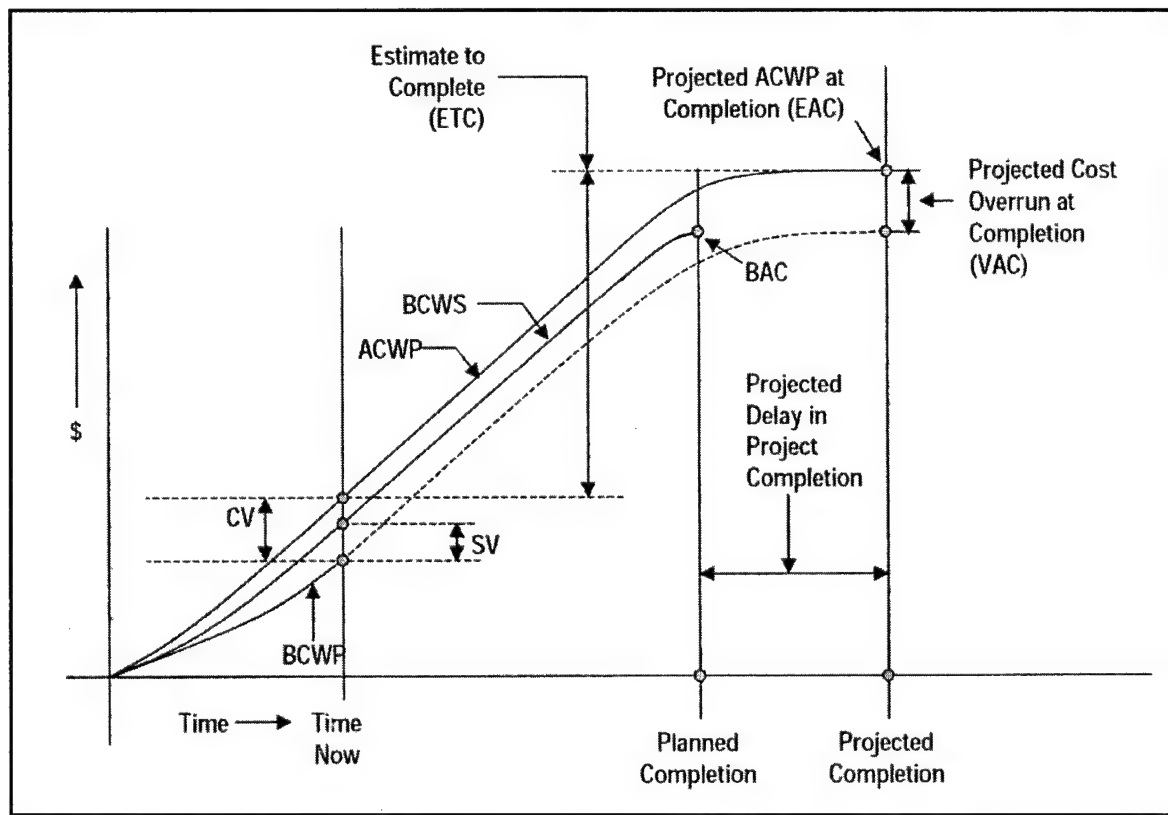 Estimate to
Complete
(ETC)
Projected ACWP at
Completion (EAC)
Projected Cost
Overrun at
Completion
(VAC)
BAC
BCWS
ACWP
$
Projected
Delay in
Project
Completion
CV
SV
BCWP
Time
Time
Now
Planned
Completion
Projected
Completion